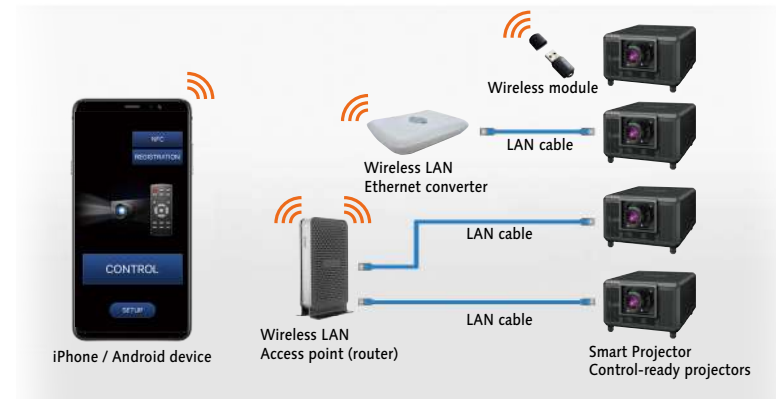 Wireless module
LAN cable
Wireless LAN
Ethernet converter
NFC
REGISTRATION
CONTROL
SETUP
LAN cable
LAN cable
iPhone / Android device
Wireless LAN
Access point (router)
Smart Projector
Control-ready projectors